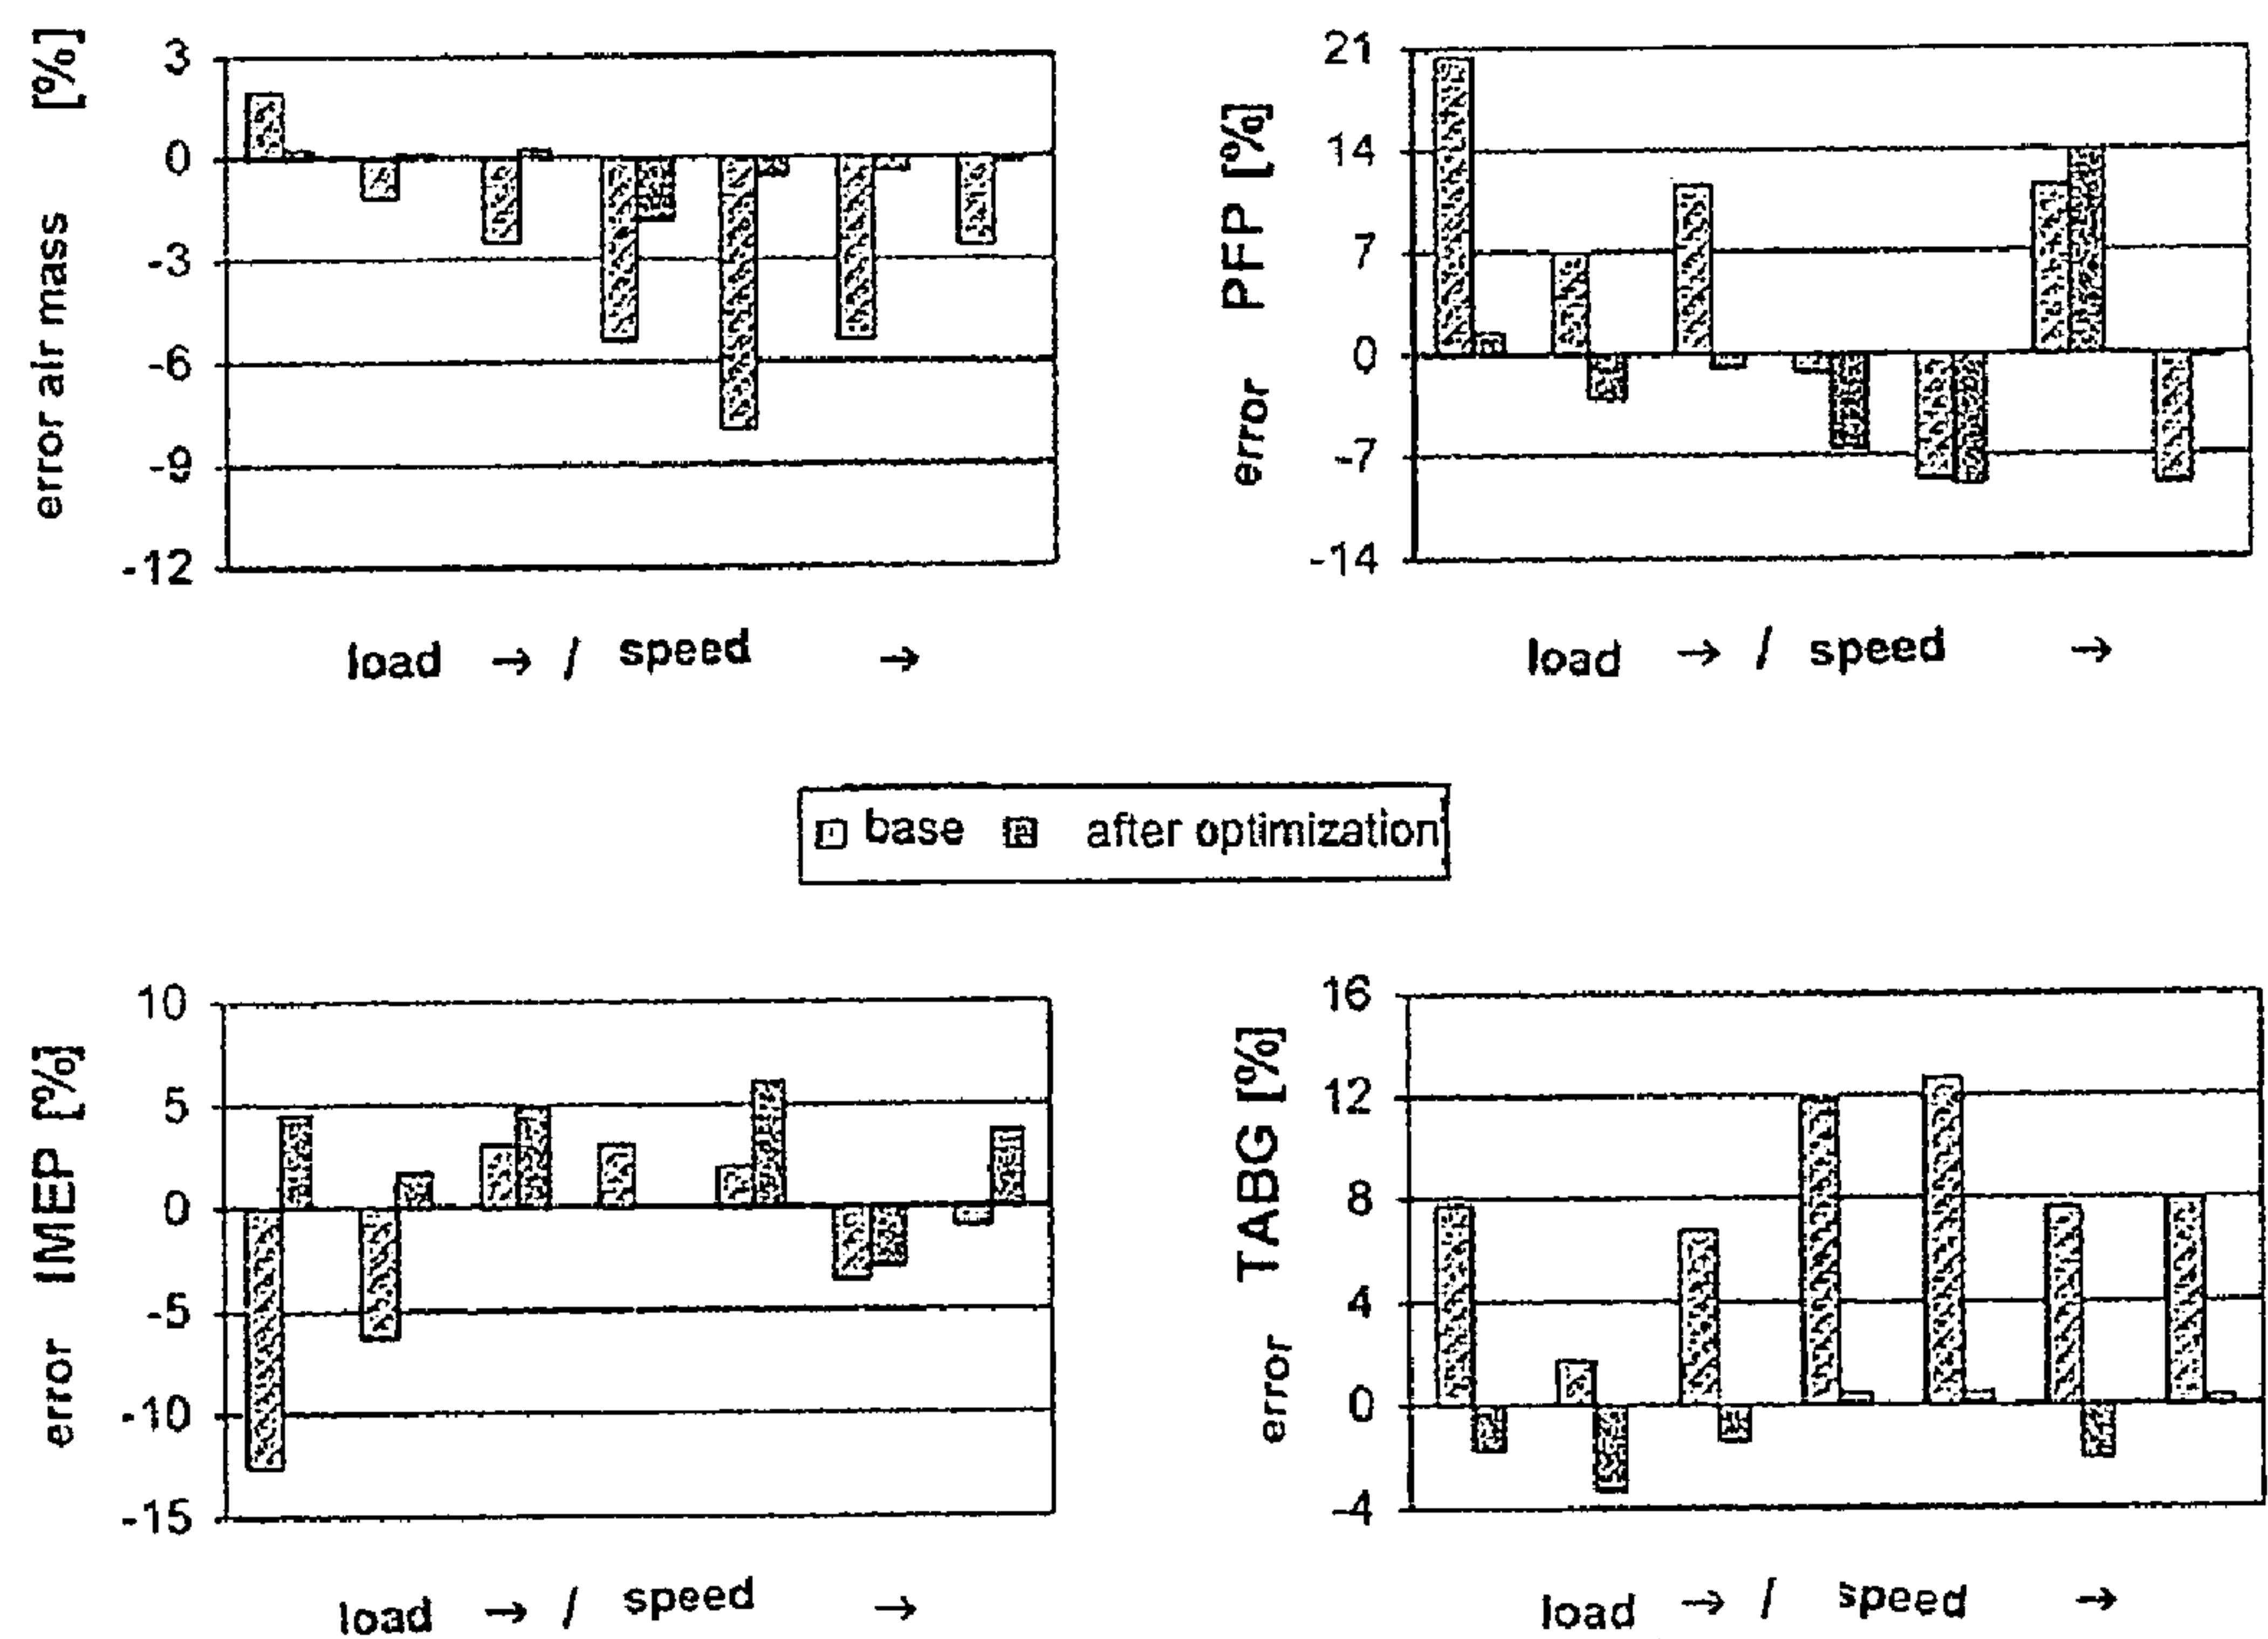 error air mass [%]
3
0
-3
-6
-9
-12
load → / speed →
error PFP [%]
21
14
7
0
-7
-14
load → / speed →
base after optimization
error IMEP [%]
10
5
0
-5
-10
-15
load → / speed →
error TABG [%]
16
12
8
4
0
-4
load → / speed →